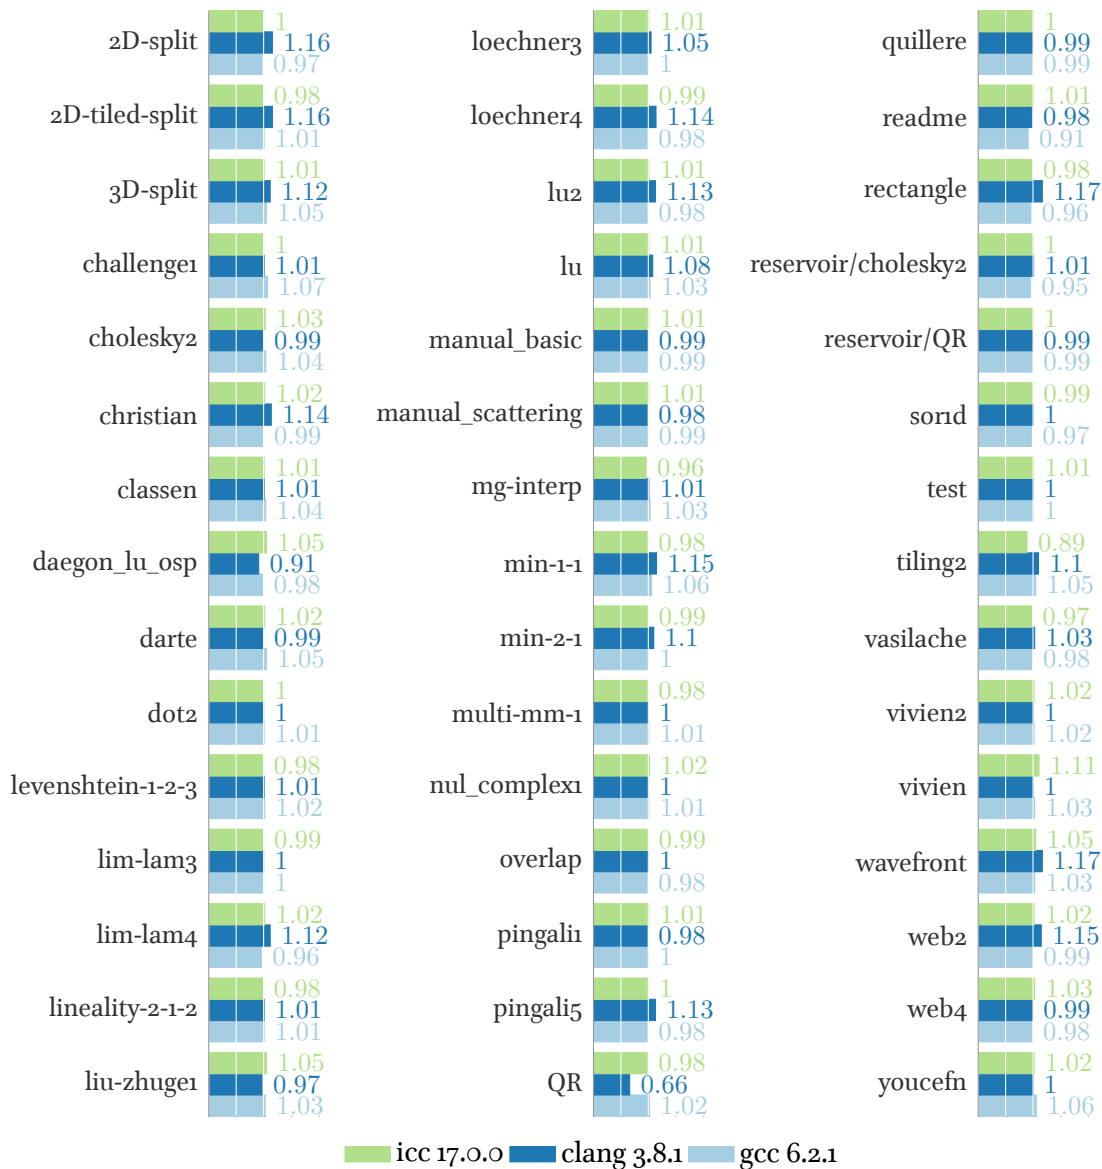 2D-split
1
1.16
0.97
2D-tiled-split
0.98
1.16
1.01
3D-split
1.01
1.12
1.05
challenge1
1
1.01
1.07
cholesky2
1.03
0.99
1.04
christian
1.02
1.14
0.99
classen
1.01
1.01
1.04
daegon_lu_osp
1.05
0.91
0.98
darte
1.02
0.99
1.05
dot2
1
1
1.01
levenshtein-1-2-3
0.98
1.01
1.02
lim-lam3
0.99
1
1
lim-lam4
1.02
1.12
0.96
lineality-2-1-2
0.98
1.01
1.01
liu-zhuge1
1.05
0.97
1.03
loechner3
1.01
1.05
1
loechner4
0.99
1.14
0.98
lu2
1.01
1.13
0.98
lu
1.01
1.08
1.03
manual_basic
1.01
0.99
0.99
manual_scattering
1.01
0.98
0.99
mg-interp
0.96
1.01
1.03
min-1-1
0.98
1.15
1.06
min-2-1
0.99
1.1
1
multi-mm-1
0.98
1
1.01
nul_complex1
1.02
1
1.01
overlap
0.99
1
0.98
pingali1
1.01
0.98
1
pingali5
1
1.13
0.98
QR
0.98
0.66
1.02
quillere
1
0.99
0.99
readme
1.01
0.98
0.91
rectangle
0.98
1.17
0.96
reservoir/cholesky2
1
1.01
0.95
reservoir/QR
1
0.99
0.99
sor1d
0.99
1
0.97
test
1.01
1
1
tiling2
0.89
1.1
1.05
vasilache
0.97
1.03
0.98
vivien2
1.02
1
1.02
vivien
1.11
1
1.03
wavefront
1.05
1.17
1.03
web2
1.02
1.15
0.99
web4
1.03
0.99
0.98
youcefn
1.02
1
1.06
icc 17.0.0 clang 3.8.1 gcc 6.2.1